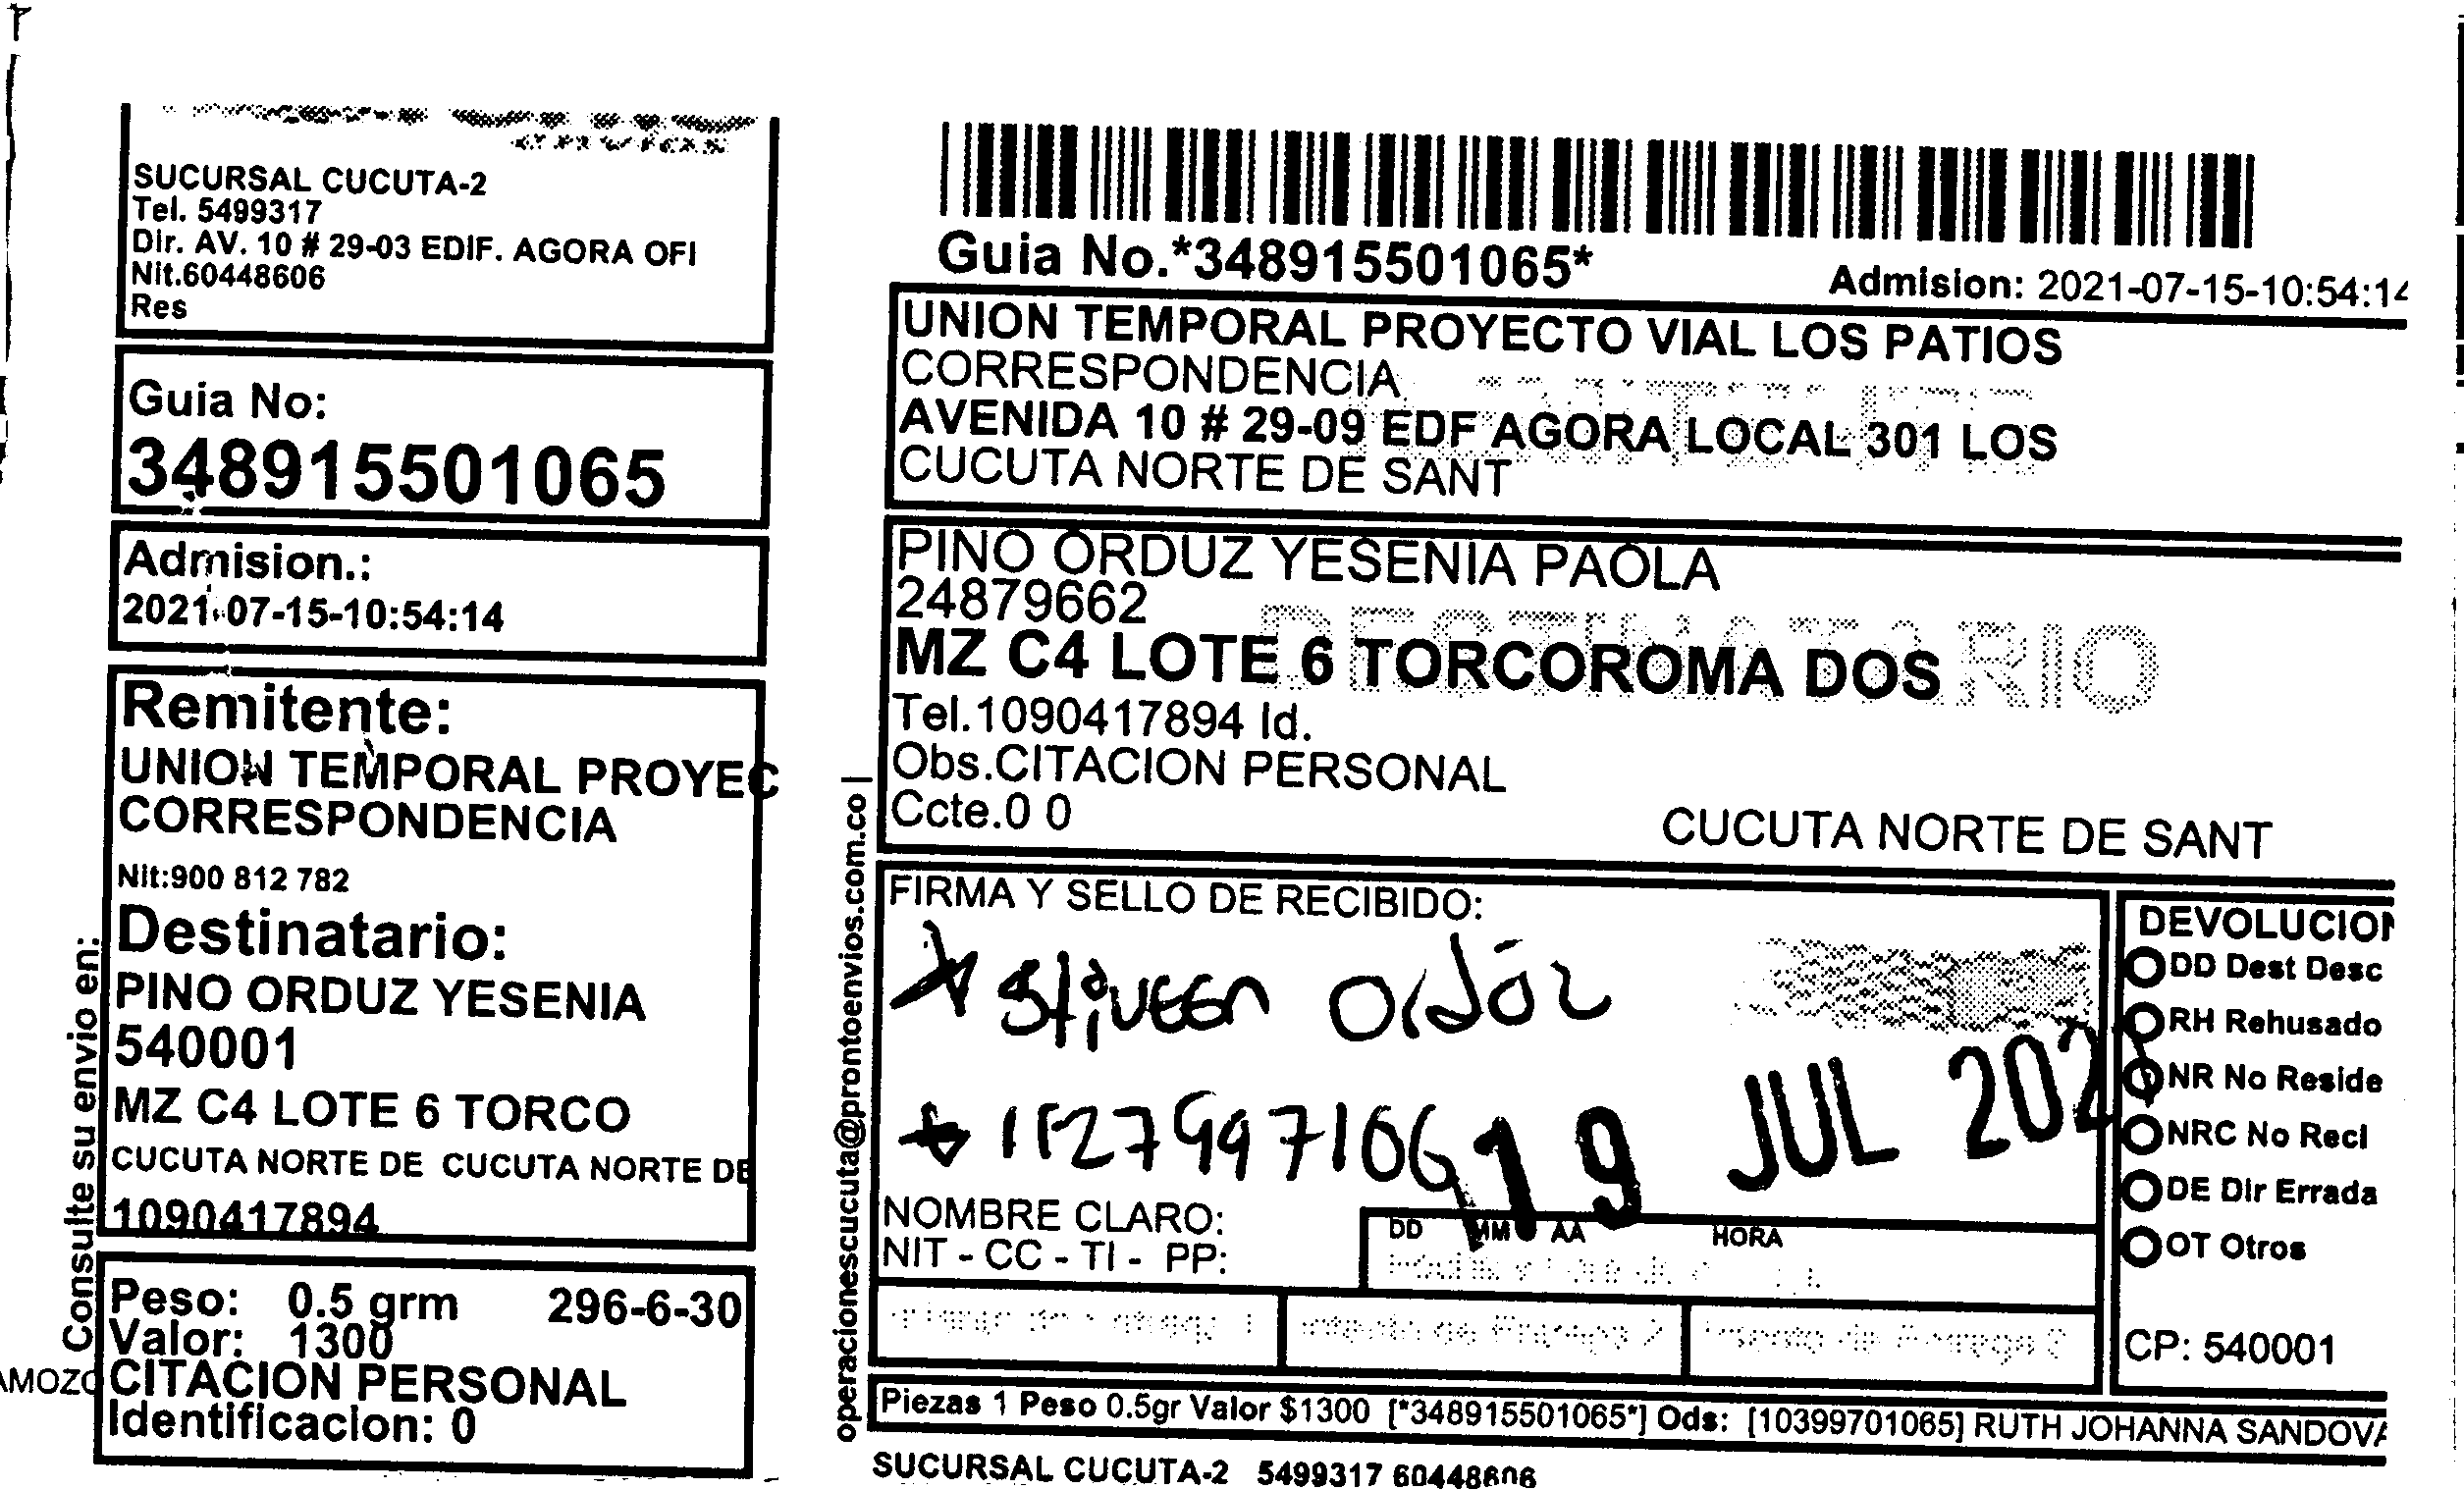 SUCURSAL CUCUTA-2
Tel. 5499317
Dir. AV. 10 # 29-03 EDIF. AGORA OFI
Nit.60448606
Res
Guia No:
348915501065
Admision.:
2021-07-15-10:54:14
Remitente:
UNION TEMPORAL PROYEC
CORRESPONDENCIA
Nit:900 812 782
Destinatario:
PINO ORDUZ YESENIA
540001
MZ C4 LOTE 6 TORCO
CUCUTA NORTE DE CUCUTA NORTE DE
1090417894
Peso: 0.5 grm 296-6-30
Valor: 1300
CITACION PERSONAL
Identificacion: 0
Consulte su envio en:
AMOZO
Guia No.*348915501065*
Admision: 2021-07-15-10:54:14
UNION TEMPORAL PROYECTO VIAL LOS PATIOS
CORRESPONDENCIA
AVENIDA 10 # 29-09 EDF AGORA LOCAL 301 LOS
CUCUTA NORTE DE SANT
PINO ORDUZ YESENIA PAOLA
24879662
DESTINATARIO
MZ C4 LOTE 6 TORCOROMA DOS
Tel.1090417894 Id.
Obs.CITACION PERSONAL
Ccte.0 0
CUCUTA NORTE DE SANT
operacionescucuta@prontoenvios.com.co |
FIRMA Y SELLO DE RECIBIDO:
19 JUL 2021
NOMBRE CLARO:
NIT - CC - TI - PP:
DD MM AA HORA
DEVOLUCION
DD Dest Desc
RH Rehusado
NR No Reside
NRC No Recl
DE Dir Errada
OT Otros
CP: 540001
Piezas 1 Peso 0.5gr Valor $1300 [*348915501065*] Ods: [10399701065] RUTH JOHANNA SANDOVA
SUCURSAL CUCUTA-2 5499317 60448606